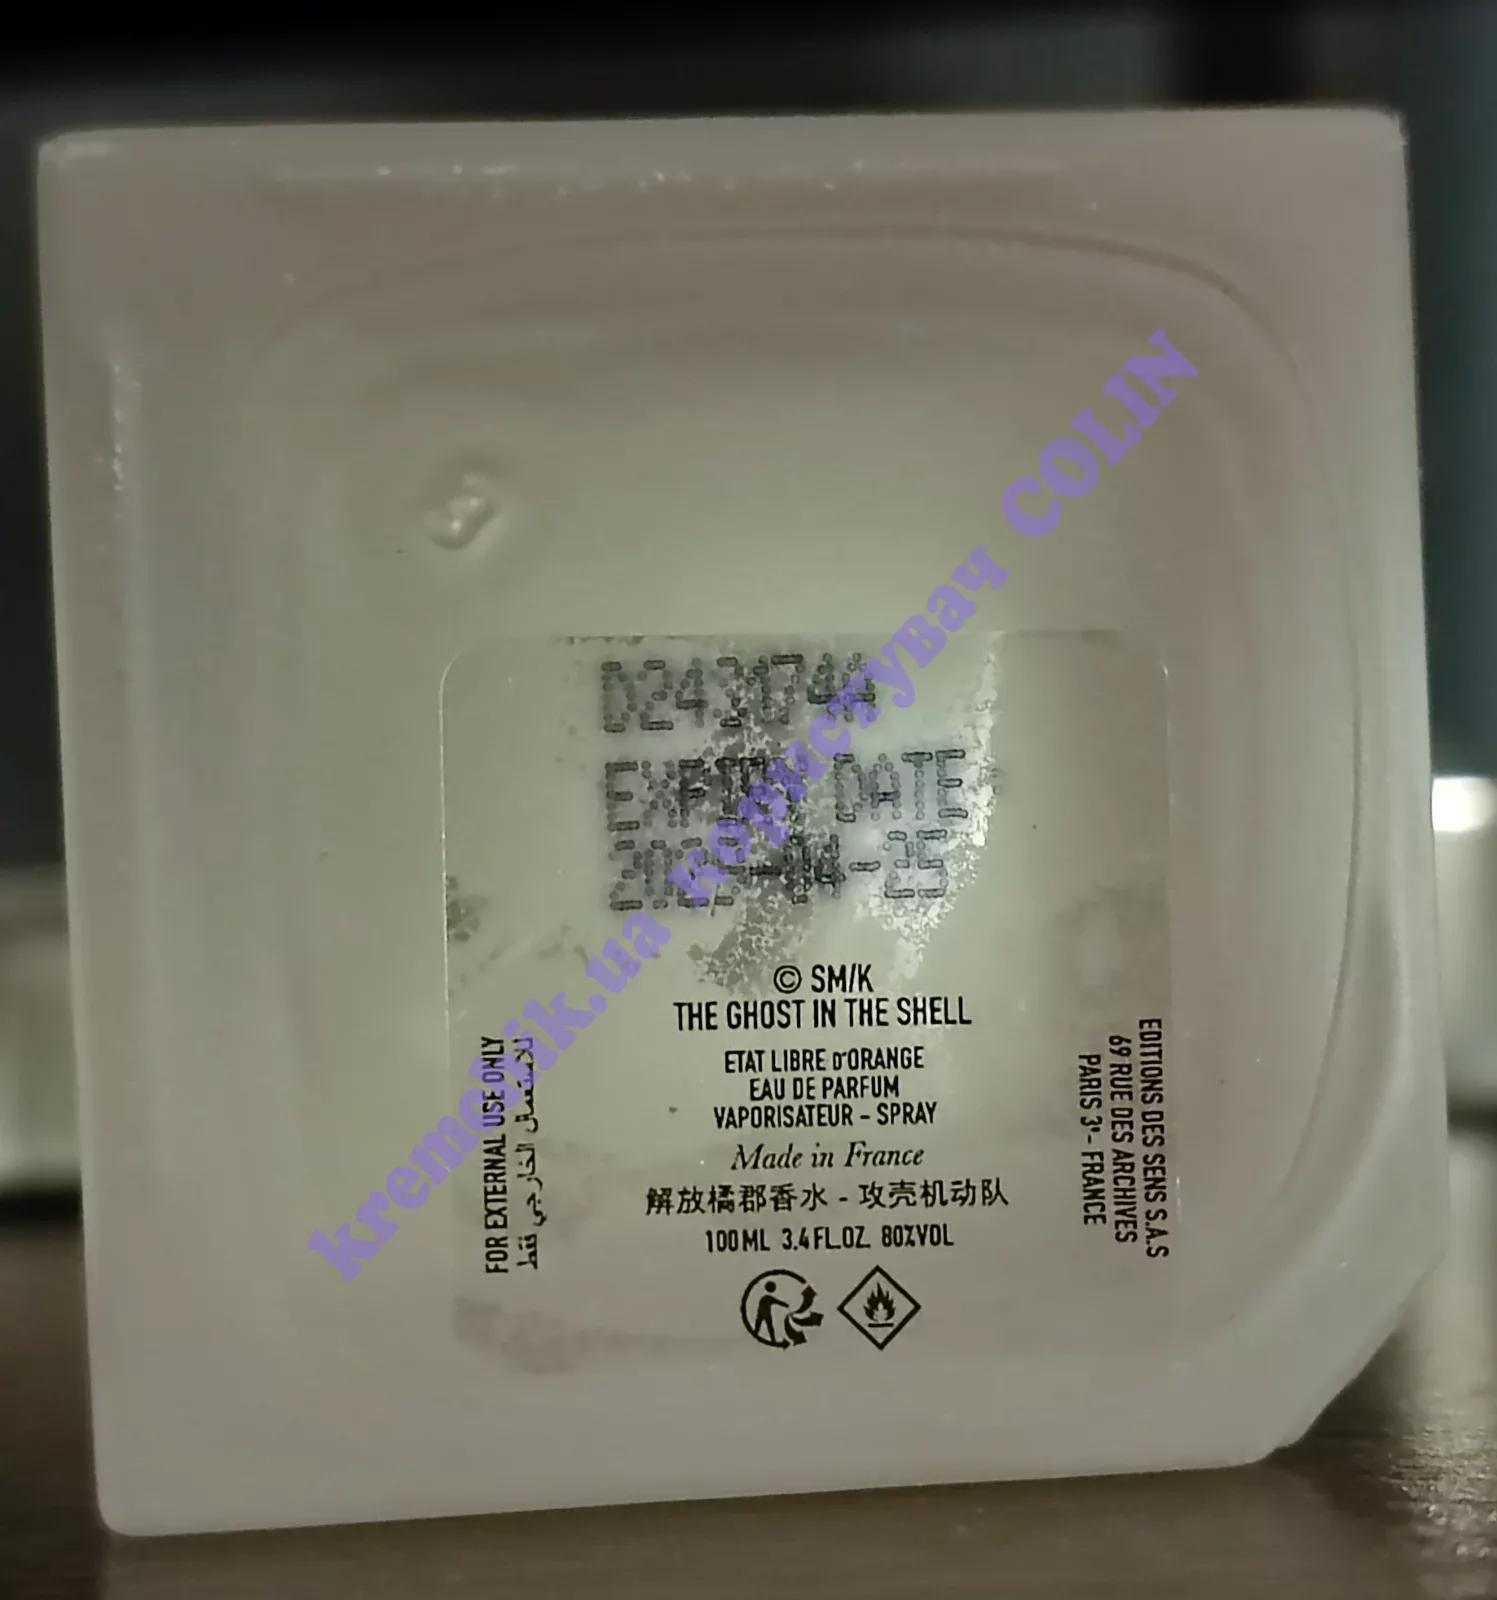 EXPIRY DATE
© SM/K
THE GHOST IN THE SHELL
ETAT LIBRE d'ORANGE
EAU DE PARFUM
VAPORISATEUR - SPRAY
Made in France
解放橘郡香水 - 攻壳机动队
100ML 3.4FL.OZ. 80%VOL
FOR EXTERNAL USE ONLY
للاستعمال الخارجي فقط
EDITIONS DES SENS S.A.S
69 RUE DES ARCHIVES
PARIS 3e- FRANCE
kremobik.ua користувач COLIN